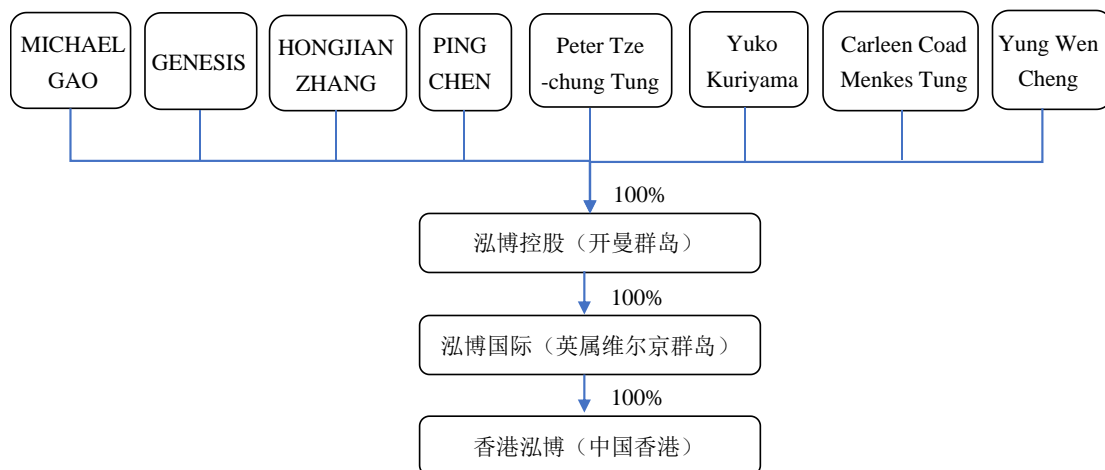 MICHAEL
GAO
GENESIS
HONGJIAN
ZHANG
PING
CHEN
Peter Tze
-chung Tung
Yuko
Kuriyama
Carleen Coad
Menkes Tung
Yung Wen
Cheng
100%
泓博控股（开曼群岛）
100%
泓博国际（英属维尔京群岛）
100%
香港泓博（中国香港）